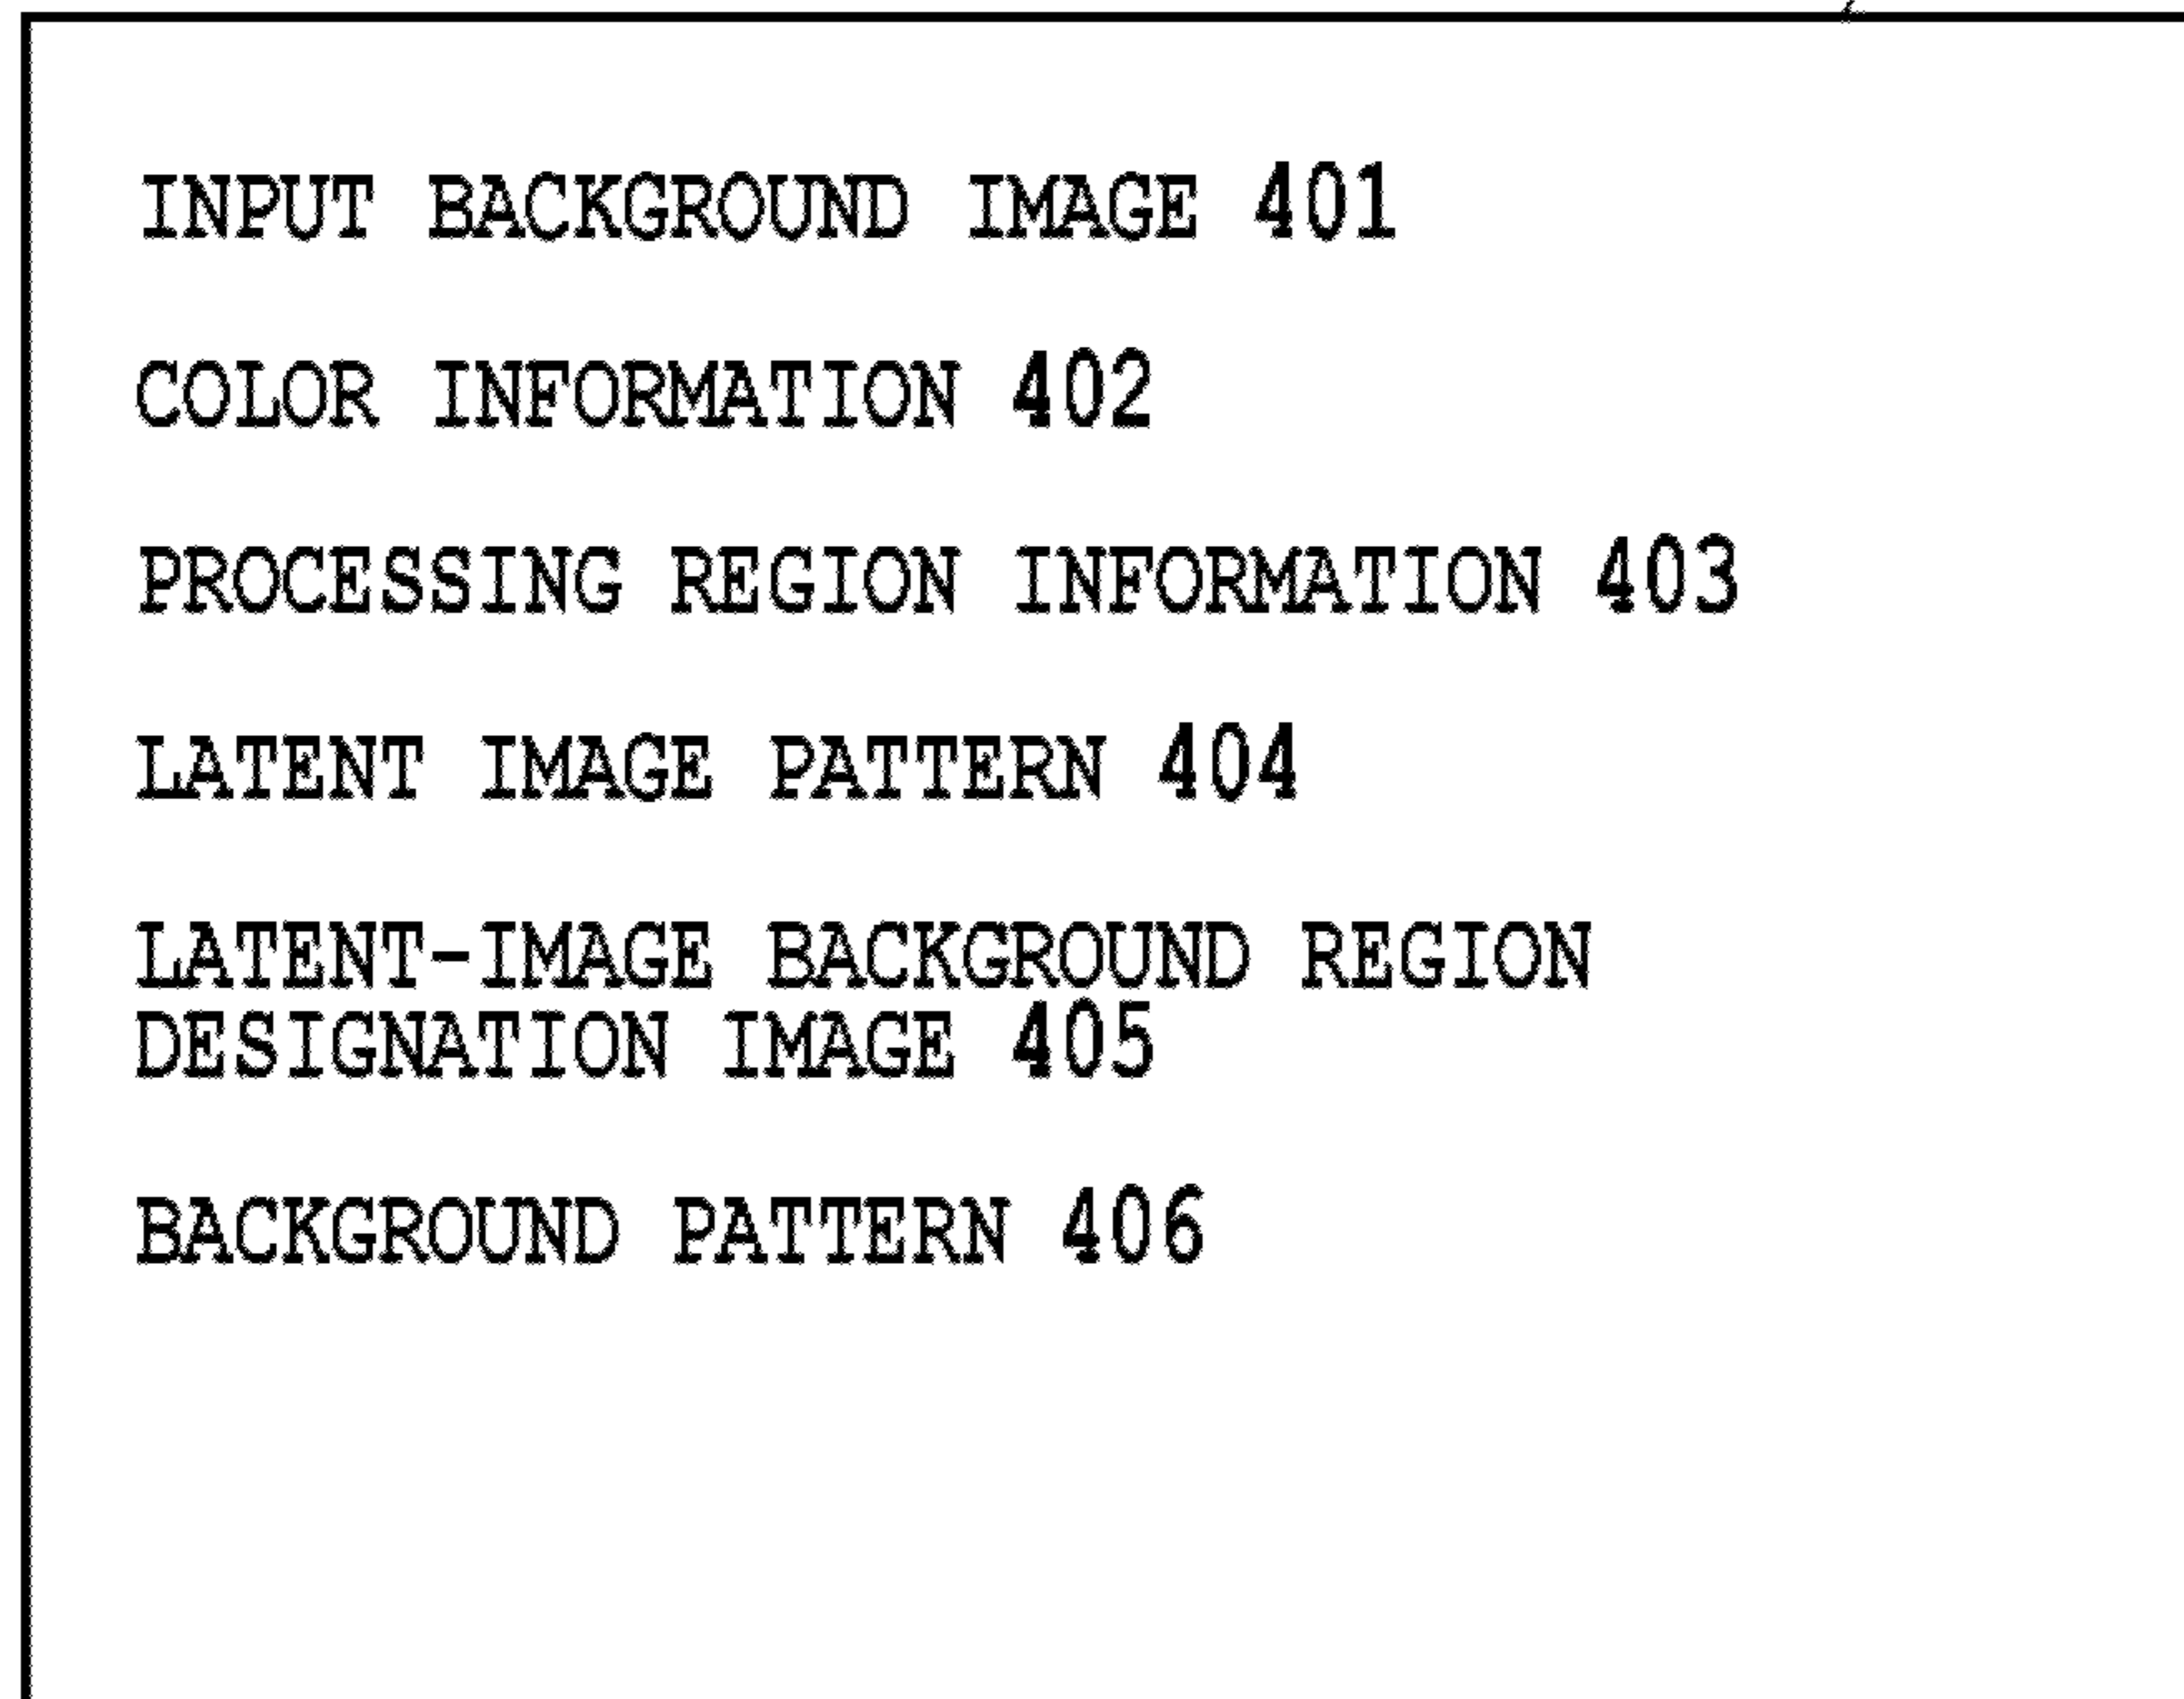 INPUT BACKGROUND IMAGE 401
COLOR INFORMATION 402
PROCESSING REGION INFORMATION 403
LATENT IMAGE PATTERN 404
LATENT-IMAGE BACKGROUND REGION
DESIGNATION IMAGE 405
BACKGROUND PATTERN 406